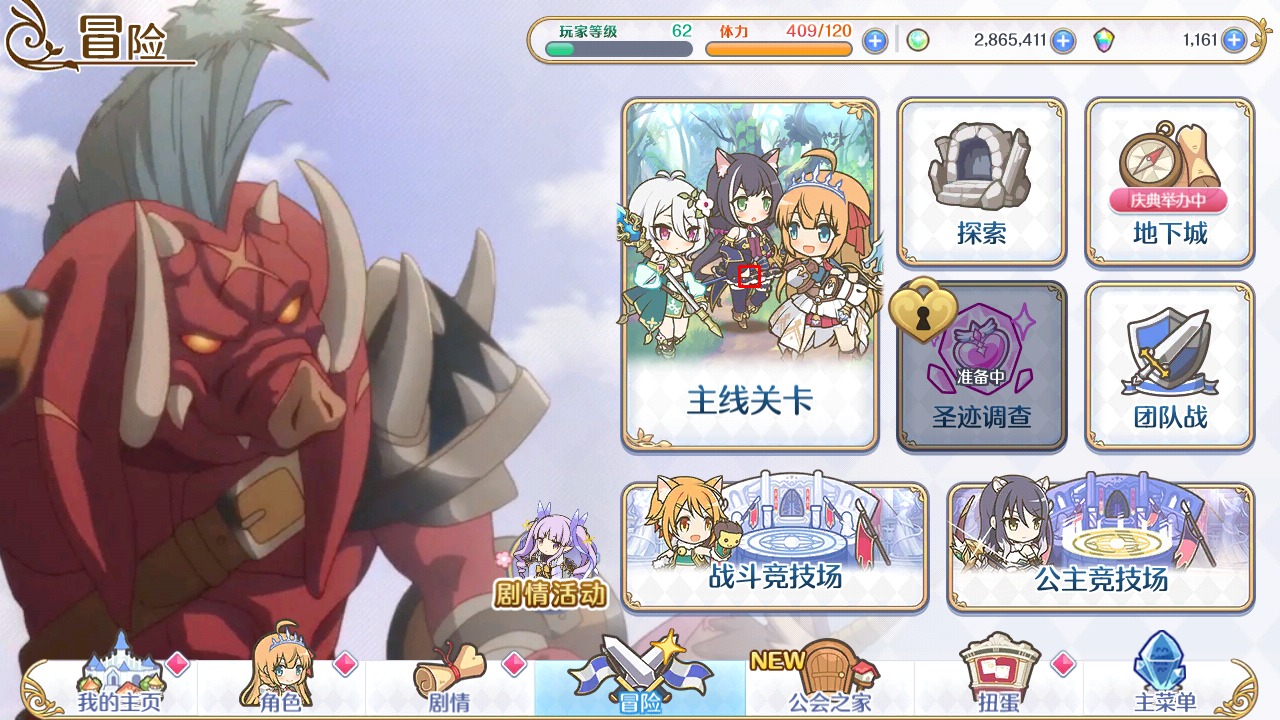 冒险
玩家等级 62
体力 409/120
2,865,411
1,161
主线关卡
探索
庆典举办中
地下城
准备中
圣迹调查
团队战
剧情活动
战斗竞技场
公主竞技场
我的主页
角色
剧情
冒险
NEW
公会之家
扭蛋
主菜单